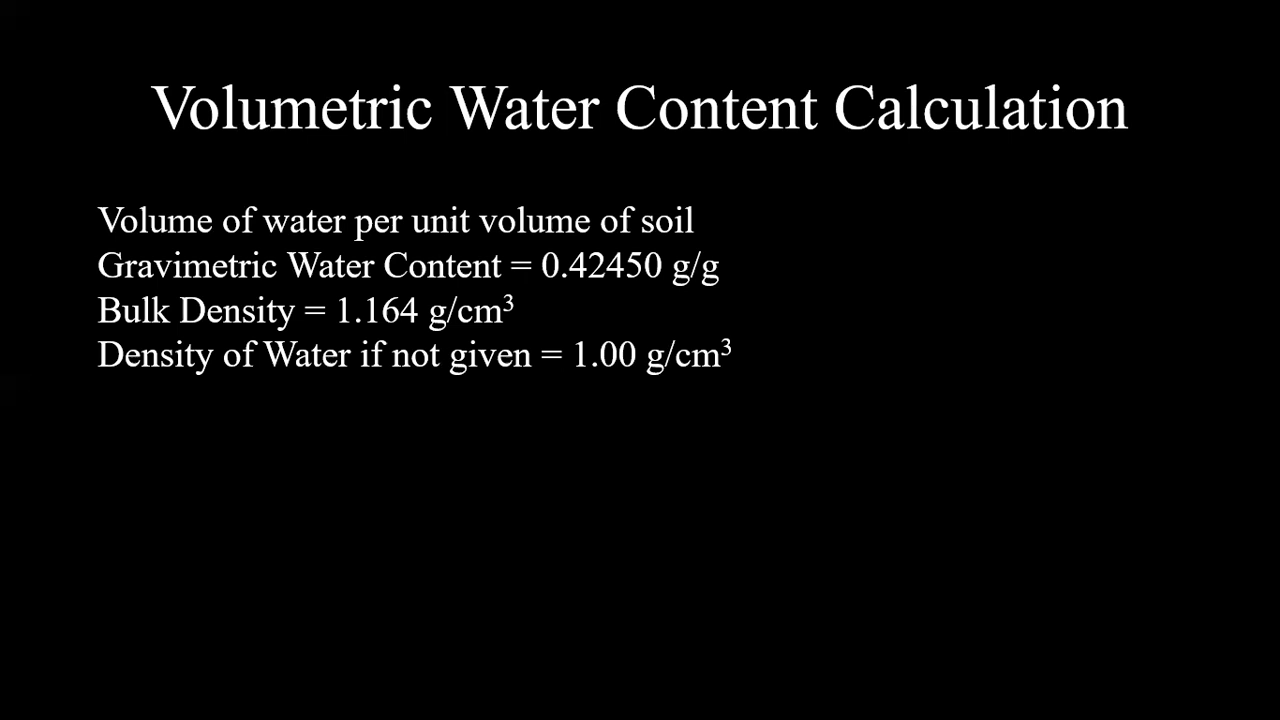 Volumetric Water Content Calculation
Volume of water per unit volume of soil
Gravimetric Water Content = 0.42450 g/g
Bulk Density = 1.164 g/cm³
Density of Water if not given = 1.00 g/cm³